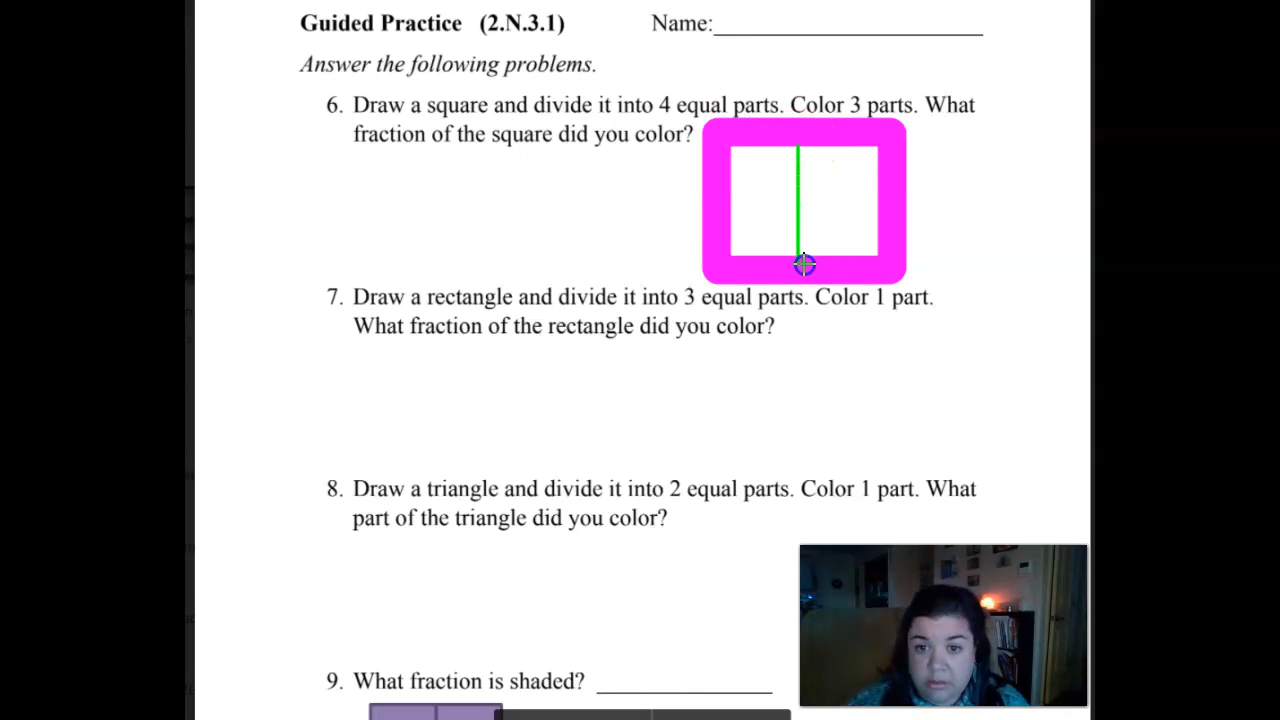 Guided Practice (2.N.3.1) Name:
Answer the following problems.
6. Draw a square and divide it into 4 equal parts. Color 3 parts. What
fraction of the square did you color?
7. Draw a rectangle and divide it into 3 equal parts. Color 1 part.
What fraction of the rectangle did you color?
8. Draw a triangle and divide it into 2 equal parts. Color 1 part. What
part of the triangle did you color?
9. What fraction is shaded?